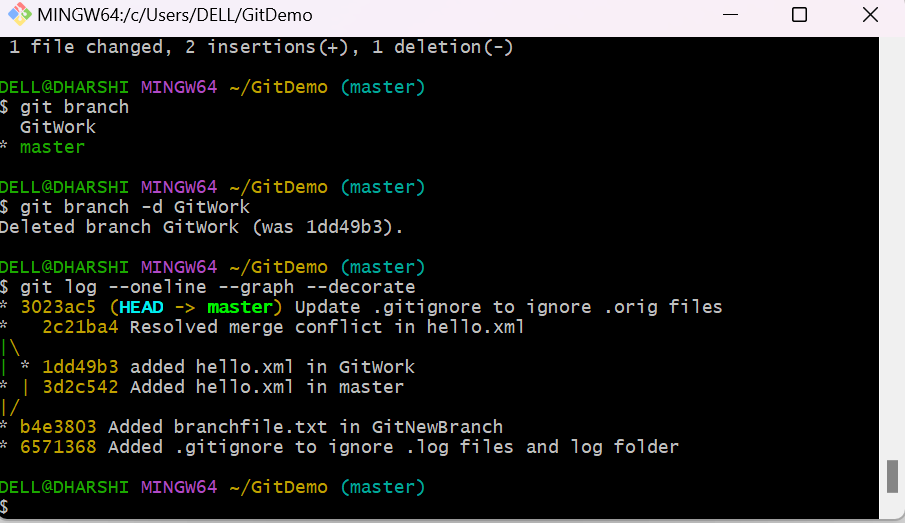 MINGW64:/c/Users/DELL/GitDemo
1 file changed, 2 insertions(+), 1 deletion(-)
DELL@DHARSHI MINGW64 ~/GitDemo (master)
$ git branch
  GitWork
* master
DELL@DHARSHI MINGW64 ~/GitDemo (master)
$ git branch -d GitWork
Deleted branch GitWork (was 1dd49b3).
DELL@DHARSHI MINGW64 ~/GitDemo (master)
$ git log --oneline --graph --decorate
* 3023ac5 (HEAD -> master) Update .gitignore to ignore .orig files
*   2c21ba4 Resolved merge conflict in hello.xml
|\
| * 1dd49b3 added hello.xml in GitWork
* | 3d2c542 Added hello.xml in master
|/
* b4e3803 Added branchfile.txt in GitNewBranch
* 6571368 Added .gitignore to ignore .log files and log folder
DELL@DHARSHI MINGW64 ~/GitDemo (master)
$